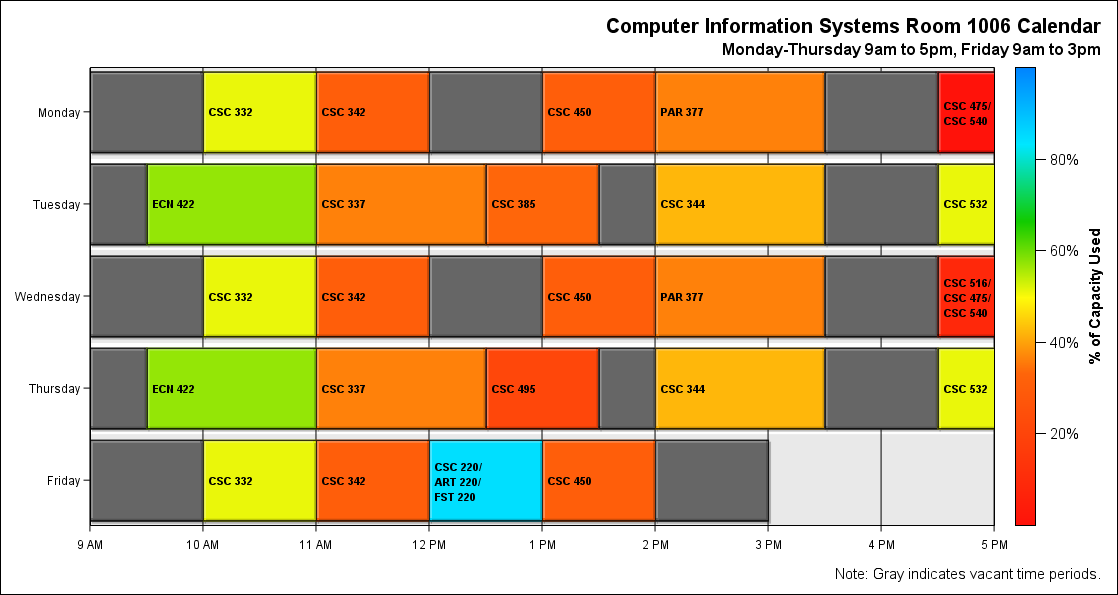 Computer Information Systems Room 1006 Calendar
Monday-Thursday 9am to 5pm, Friday 9am to 3pm
Monday
CSC 332
CSC 342
CSC 450
PAR 377
CSC 475/
CSC 540
Tuesday
ECN 422
CSC 337
CSC 385
CSC 344
CSC 532
Wednesday
CSC 332
CSC 342
CSC 450
PAR 377
CSC 516/
CSC 475/
CSC 540
Thursday
ECN 422
CSC 337
CSC 495
CSC 344
CSC 532
Friday
CSC 332
CSC 342
CSC 220/
ART 220/
FST 220
CSC 450
9 AM
10 AM
11 AM
12 PM
1 PM
2 PM
3 PM
4 PM
5 PM
80%
60%
40%
20%
% of Capacity Used
Note: Gray indicates vacant time periods.